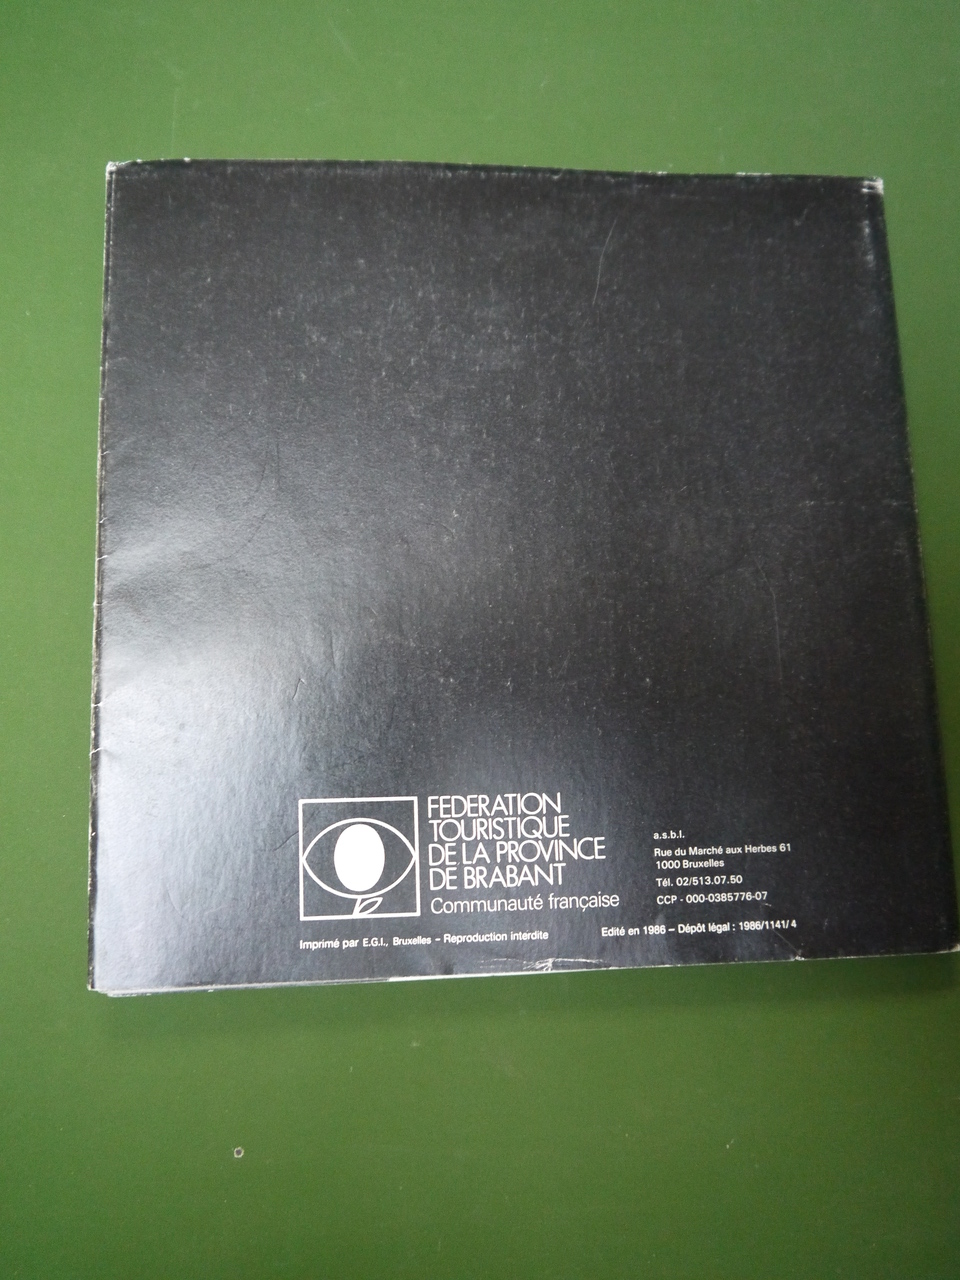 FEDERATION
TOURISTIQUE
DE LA PROVINCE
DE BRABANT
Communauté française
a.s.b.l.
Rue du Marché aux Herbes 61
1000 Bruxelles
Tél. 02/513.07.50
CCP - 000-0385776-07
Imprimé par E.G.I., Bruxelles – Reproduction interdite
Edité en 1986 – Dépôt légal : 1986/1141/4